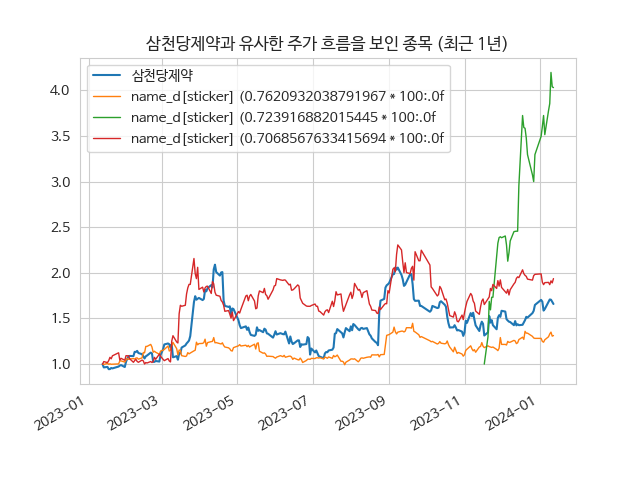 삼천당제약과 유사한 주가 흐름을 보인 종목 (최근 1년)
삼천당제약
name_d[sticker] (0.7620932038791967 * 100:.0f
name_d[sticker] (0.723916882015445 * 100:.0f
name_d[sticker] (0.7068567633415694 * 100:.0f
4.0
3.5
3.0
2.5
2.0
1.5
1.0
2023-01
2023-03
2023-05
2023-07
2023-09
2023-11
2024-01